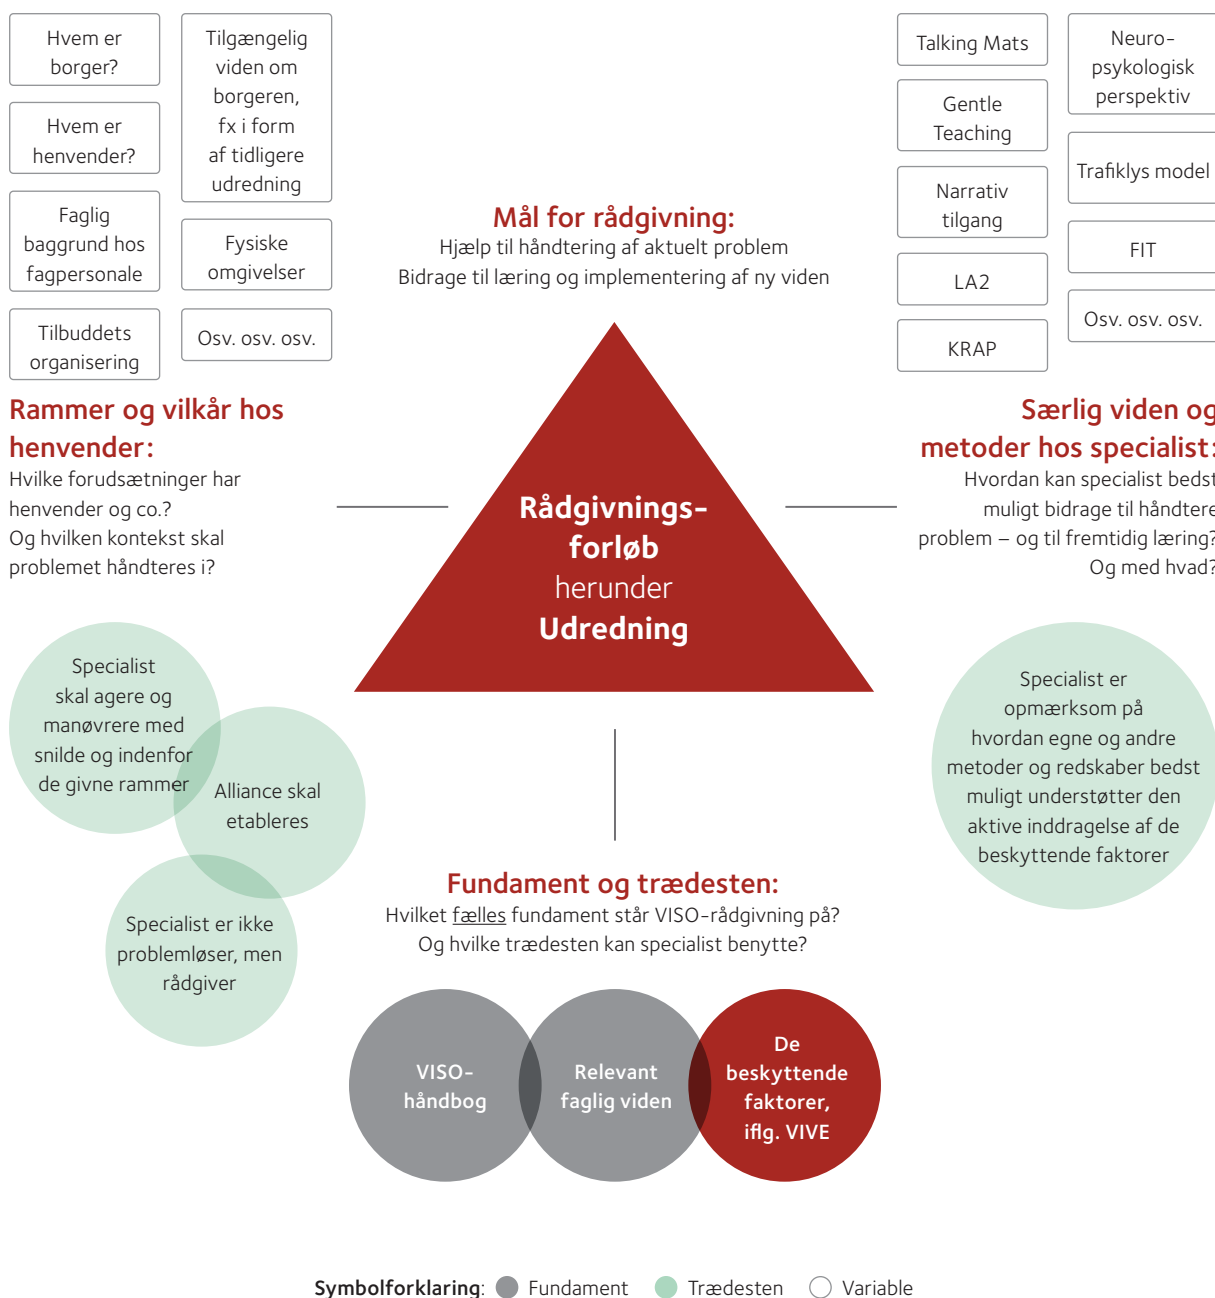 Hvem er
borger?
Hvem er
henvender?
Faglig
baggrund hos
fagpersonale
Tilbuddets
organisering
Tilgængelig
viden om
borgeren,
fx i form
af tidligere
udredning
Fysiske
omgivelser
Osv. osv. osv.
Mål for rådgivning:
Hjælp til håndtering af aktuelt problem
Bidrage til læring og implementering af ny viden
Talking Mats
Gentle
Teaching
Narrativ
tilgang
LA2
KRAP
Neuro-
psykologisk
perspektiv
Trafiklys model
FIT
Osv. osv. osv.
Rammer og vilkår hos
henvender:
Hvilke forudsætninger har
henvender og co.?
Og hvilken kontekst skal
problemet håndteres i?
Rådgivnings-
forløb
herunder
Udredning
Særlig viden og
metoder hos specialist:
Hvordan kan specialist bedst
muligt bidrage til håndtere
problem – og til fremtidig læring?
Og med hvad?
Specialist
skal agere og
manøvrere med
snilde og indenfor
de givne rammer
Alliance skal
etableres
Specialist er ikke
problemløser, men
rådgiver
Specialist er
opmærksom på
hvordan egne og andre
metoder og redskaber bedst
muligt understøtter den
aktive inddragelse af de
beskyttende faktorer
Fundament og trædesten:
Hvilket fælles fundament står VISO-rådgivning på?
Og hvilke trædesten kan specialist benytte?
VISO-
håndbog
Relevant
faglig viden
De
beskyttende
faktorer,
iflg. VIVE
Symbolforklaring: Fundament Trædesten Variable